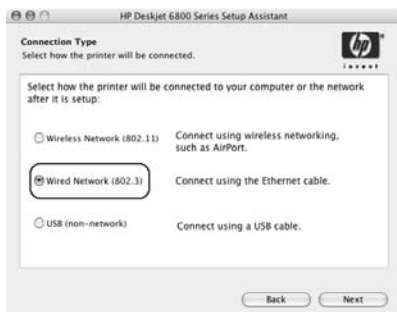 HP Deskjet 6800 Series Setup Assistant
Connection Type
Select how the printer will be connected.
hp
invent
Select how the printer will be connected to your computer or the network
after it is setup:
Wireless Network (802.11)
Connect using wireless networking,
such as AirPort.
Wired Network (802.3)
Connect using the Ethernet cable.
USB (non-network)
Connect using a USB cable.
Back
Next